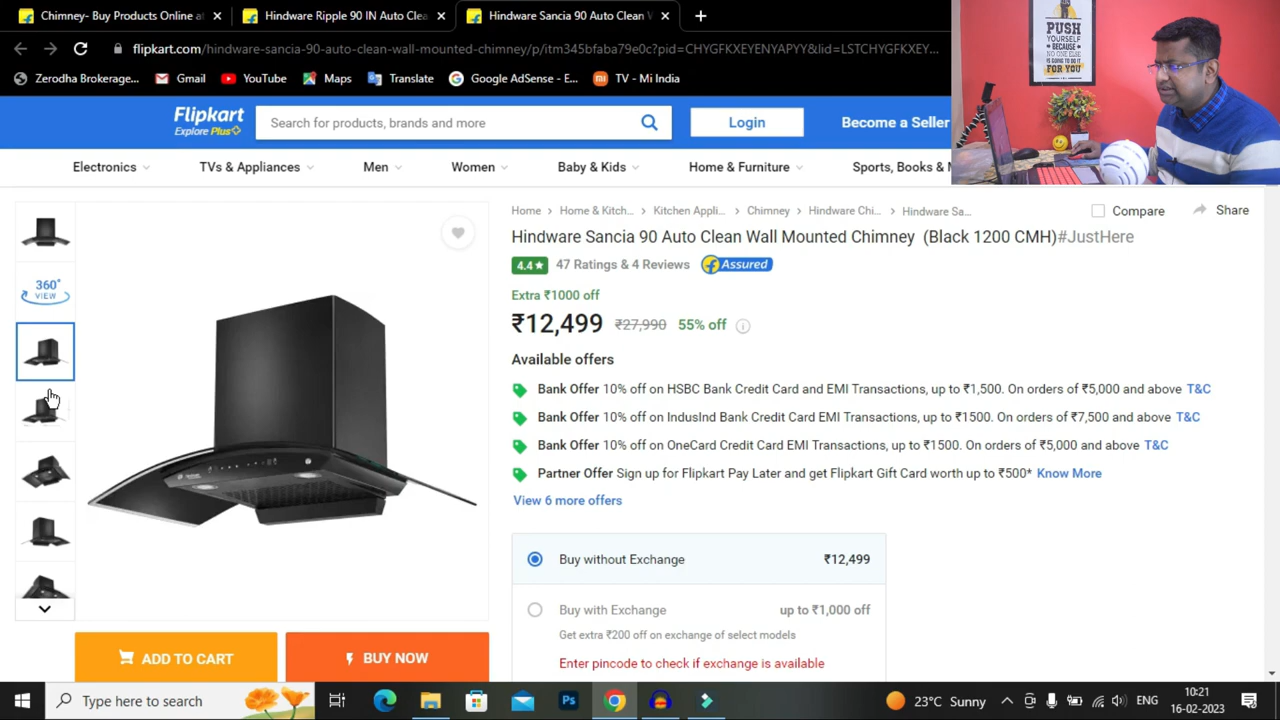 Chimney- Buy Products Online at
Hindware Ripple 90 IN Auto Clea
Hindware Sancia 90 Auto Clean W
flipkart.com/hindware-sancia-90-auto-clean-wall-mounted-chimney/p/itm345bfaba79e0c?pid=CHYGFKXEYENYAPYY&lid=LSTCHYGFKXEY...
Zerodha Brokerage... Gmail YouTube Maps Translate Google AdSense - E... TV - Mi India
PUSH
YOURSELF
BECAUSE
NO ONE
ELSE
IS GOING
TO DO IT
FOR YOU
Flipkart
Explore Plus
Search for products, brands and more
Login
Become a Seller
Electronics TVs & Appliances Men Women Baby & Kids Home & Furniture Sports, Books &
Home Home & Kitch... Kitchen Appli... Chimney Hindware Chi... Hindware Sa...
Compare Share
Hindware Sancia 90 Auto Clean Wall Mounted Chimney (Black 1200 CMH)#JustHere
4.4★ 47 Ratings & 4 Reviews Assured
360°
VIEW
Extra ₹1000 off
₹12,499 ₹27,990 55% off
Available offers
Bank Offer 10% off on HSBC Bank Credit Card and EMI Transactions, up to ₹1,500. On orders of ₹5,000 and above T&C
Bank Offer 10% off on IndusInd Bank Credit Card EMI Transactions, up to ₹1500. On orders of ₹7,500 and above T&C
Bank Offer 10% off on OneCard Credit Card EMI Transactions, up to ₹1500. On orders of ₹5,000 and above T&C
Partner Offer Sign up for Flipkart Pay Later and get Flipkart Gift Card worth up to ₹500* Know More
View 6 more offers
Buy without Exchange ₹12,499
Buy with Exchange up to ₹1,000 off
Get extra ₹200 off on exchange of select models
Enter pincode to check if exchange is available
ADD TO CART
BUY NOW
Type here to search
23°C Sunny
ENG
10:21
16-02-2023